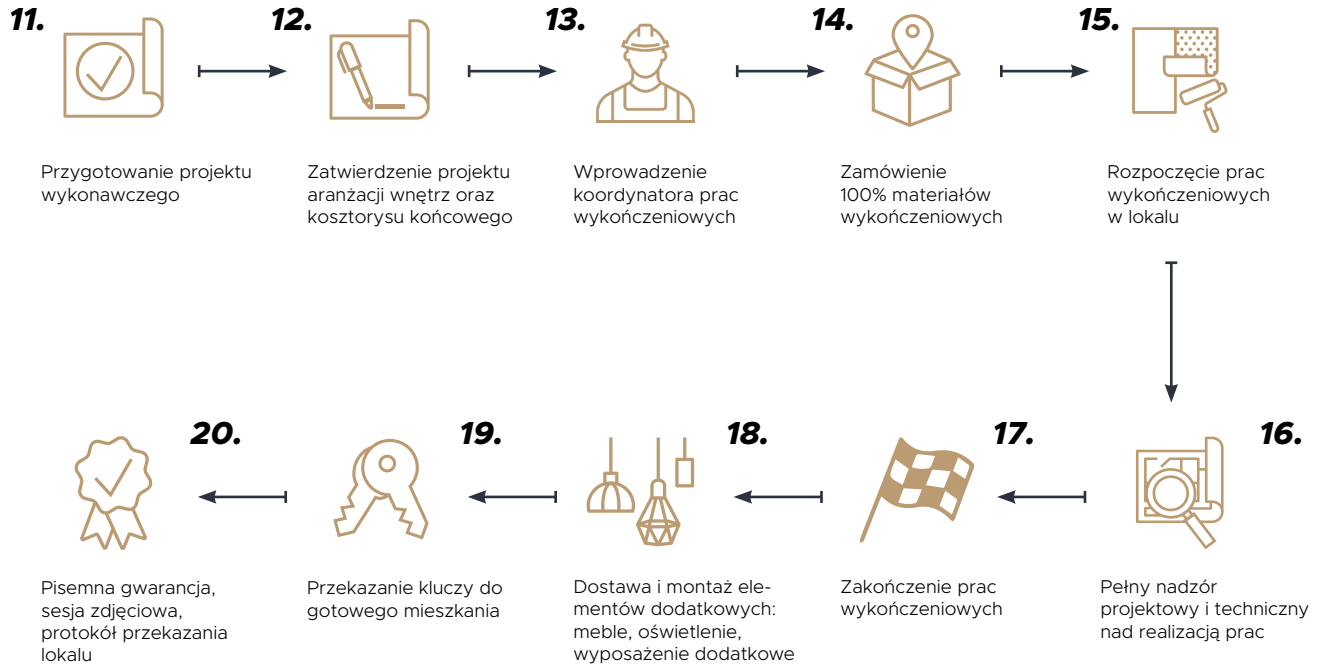 11.
Przygotowanie projektu
wykonawczego
12.
Zatwierdzenie projektu
aranżacji wnętrz oraz
kosztorysu końcowego
13.
Wprowadzenie
koordynatora prac
wykończeniowych
14.
Zamówienie
100% materiałów
wykończeniowych
15.
Rozpoczęcie prac
wykończeniowych
w lokalu
16.
Pełny nadzór
projektowy i techniczny
nad realizacją prac
17.
Zakończenie prac
wykończeniowych
18.
Dostawa i montaż ele-
mentów dodatkowych:
meble, oświetlenie,
wyposażenie dodatkowe
19.
Przekazanie kluczy do
gotowego mieszkania
20.
Pisemna gwarancja,
sesja zdjęciowa,
protokół przekazania
lokalu